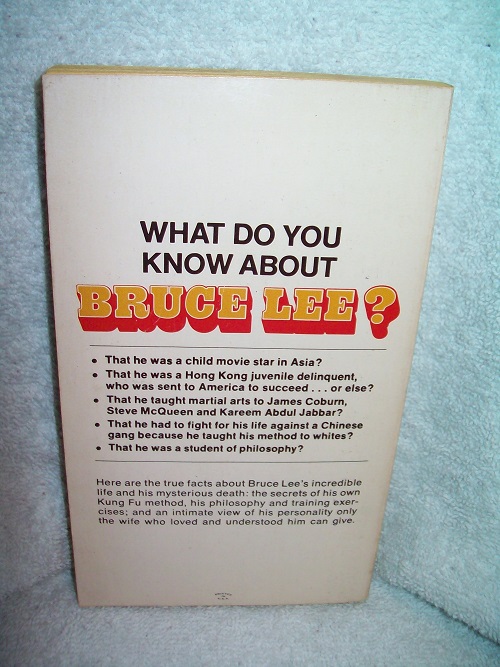 WHAT DO YOU
KNOW ABOUT
BRUCE LEE?
• That he was a child movie star in Asia?
• That he was a Hong Kong juvenile delinquent,
who was sent to America to succeed . . . or else?
• That he taught martial arts to James Coburn,
Steve McQueen and Kareem Abdul Jabbar?
• That he had to fight for his life against a Chinese
gang because he taught his method to whites?
• That he was a student of philosophy?
Here are the true facts about Bruce Lee's incredible
life and his mysterious death: the secrets of his own
Kung Fu method, his philosophy and training exer-
cises; and an intimate view of his personality only
the wife who loved and understood him can give.